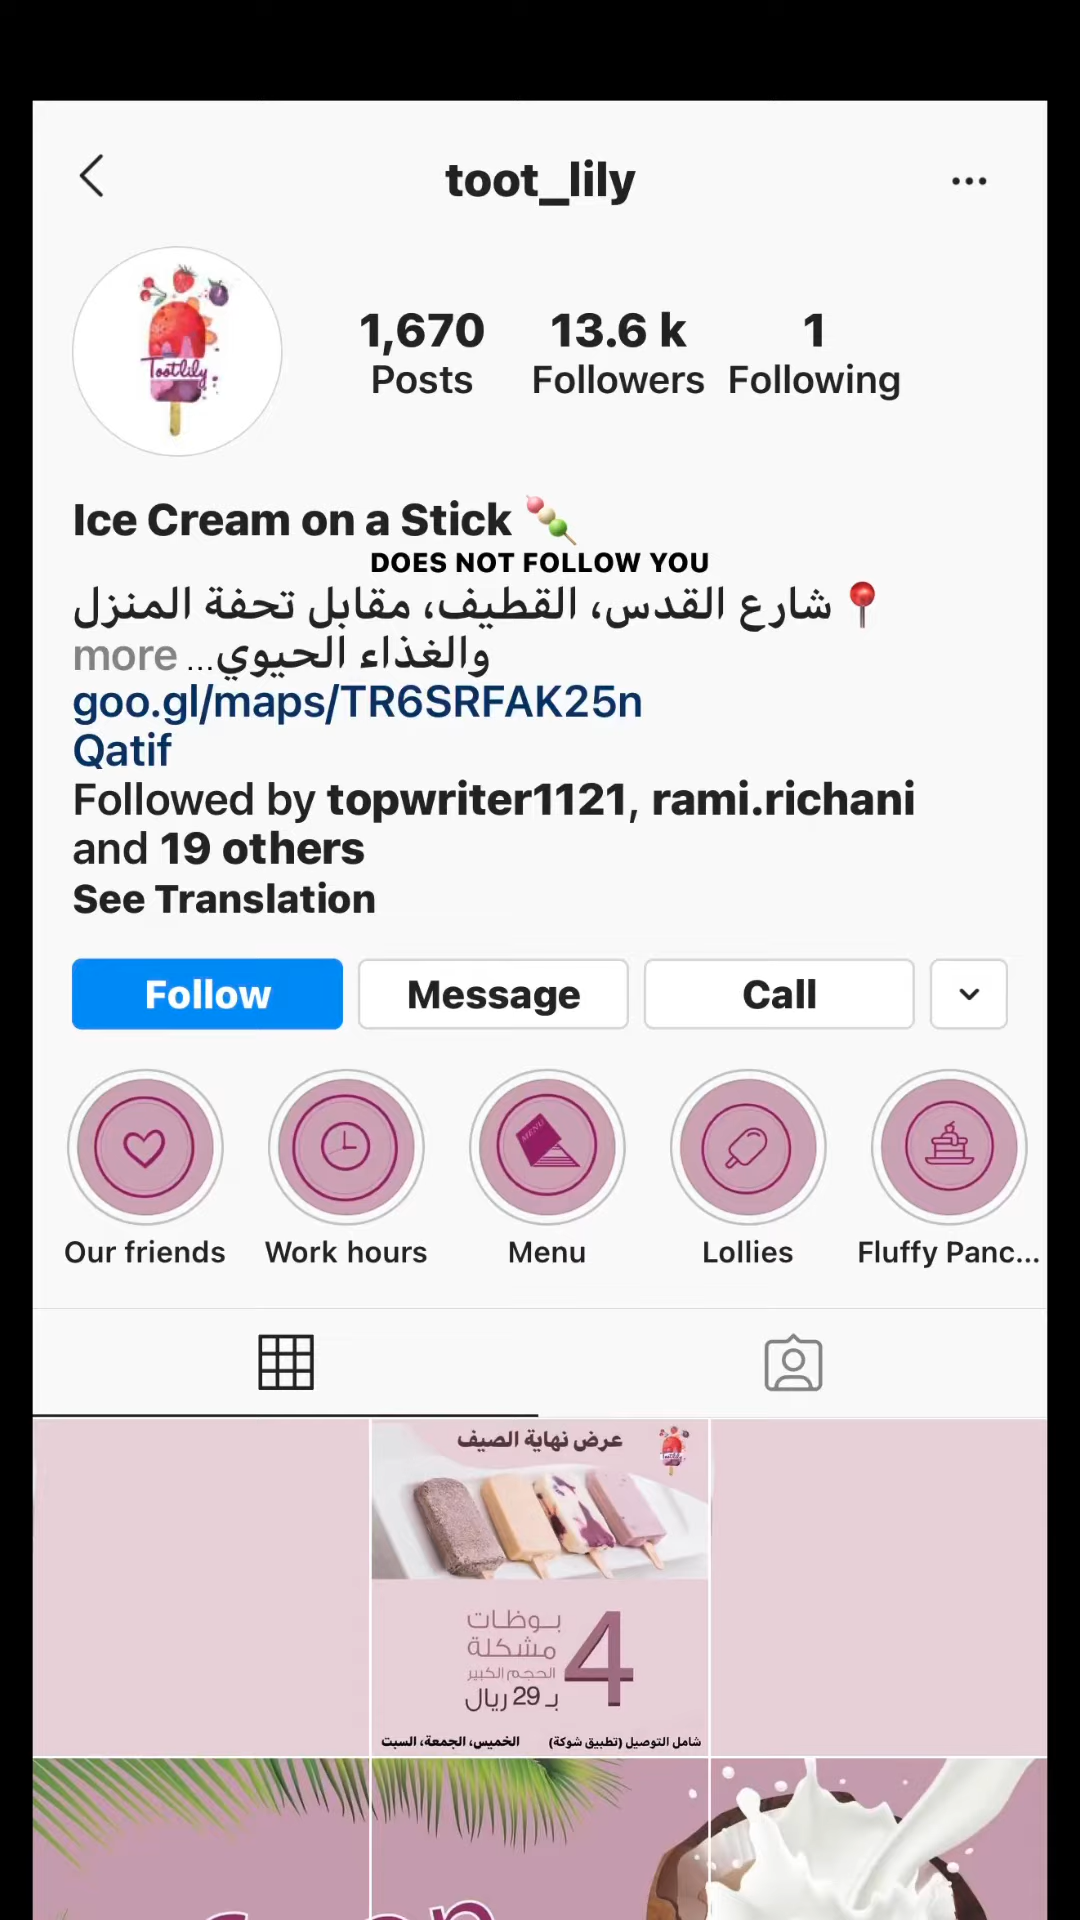 toot_lily
Tootlily
1,670 13.6 k 1
Posts Followers Following
Ice Cream on a Stick
DOES NOT FOLLOW YOU
شارع القدس، القطيف، مقابل تحفة المنزل
والغذاء الحيوي... more
goo.gl/maps/TR6SRFAK25n
Qatif
Followed by topwriter1121, rami.richani
and 19 others
See Translation
Follow Message Call
MENU
Our friends Work hours Menu Lollies Fluffy Panc...
عرض نهاية الصيف
Tootlily
4
بوظات
مشكلة
الحجم الكبير
بـ 29 ريال
شامل التوصيل (تطبيق شوكة) الخميس، الجمعة، السبت